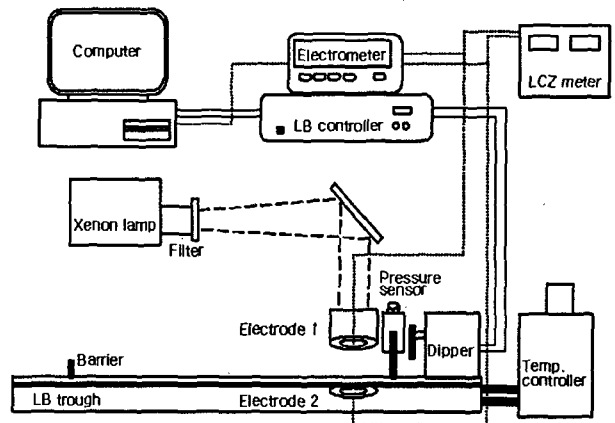 Computer
Electrometer
LCZ meter
LB controller
Xenon lamp
Filter
Pressure
sensor
Electrode 1
Dipper
Barrier
Temp.
controller
LB trough
Electrode 2